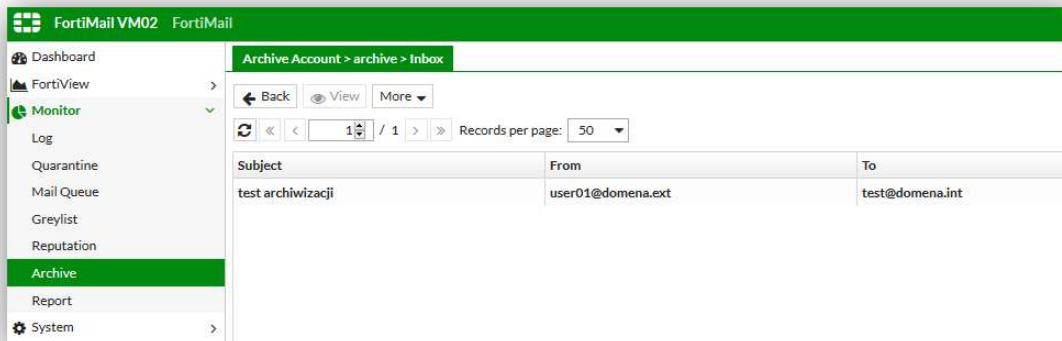 FortiMail VM02 FortiMail
Dashboard
FortiView
Monitor
Log
Quarantine
Mail Queue
Greylist
Reputation
Archive
Report
System
Archive Account > archive > Inbox
Back View More
1 / 1 Records per page: 50
Subject From To
test archiwizacji user01@domena.ext test@domena.int